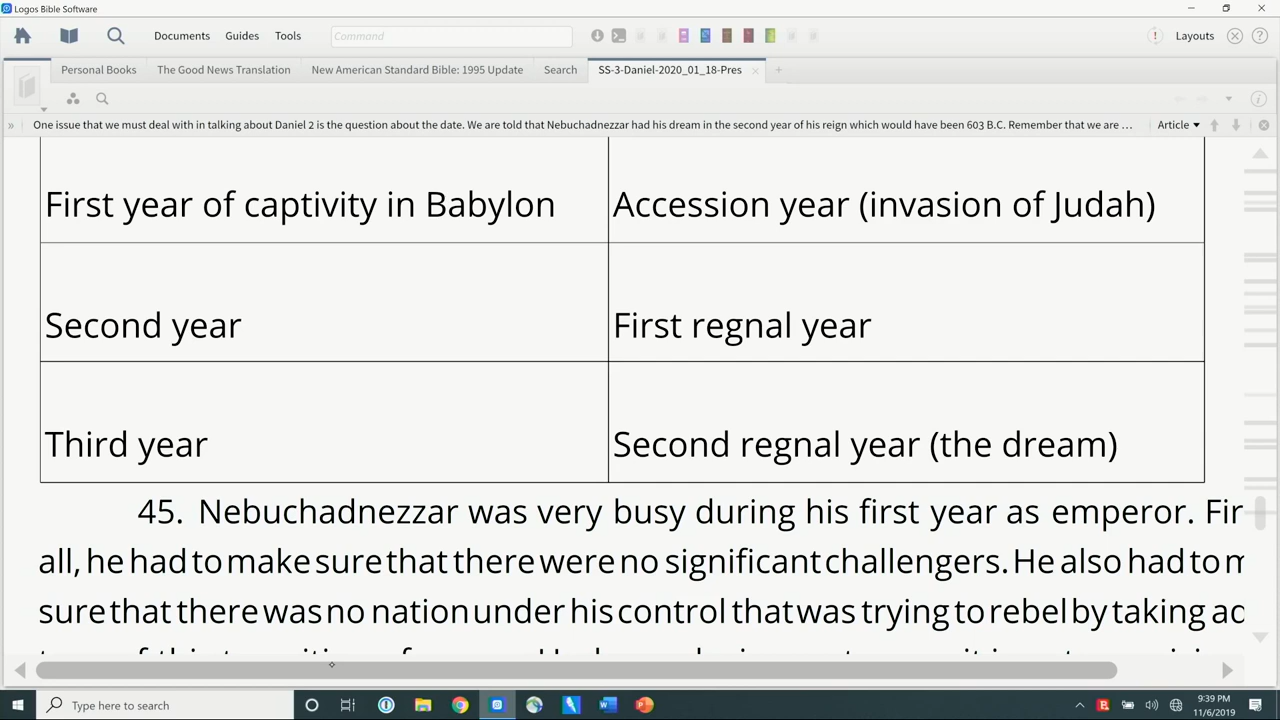 Logos Bible Software
Documents Guides Tools Command Layouts
Personal Books The Good News Translation New American Standard Bible: 1995 Update Search SS-3-Daniel-2020_01_18-Pres
One issue that we must deal with in talking about Daniel 2 is the question about the date. We are told that Nebuchadnezzar had his dream in the second year of his reign which would have been 603 B.C. Remember that we are ... Article
First year of captivity in Babylon Accession year (invasion of Judah)
Second year First regnal year
Third year Second regnal year (the dream)
45. Nebuchadnezzar was very busy during his first year as emperor. Fir
all, he had to make sure that there were no significant challengers. He also had to m
sure that there was no nation under his control that was trying to rebel by taking ad
Type here to search
9:39 PM
11/6/2019